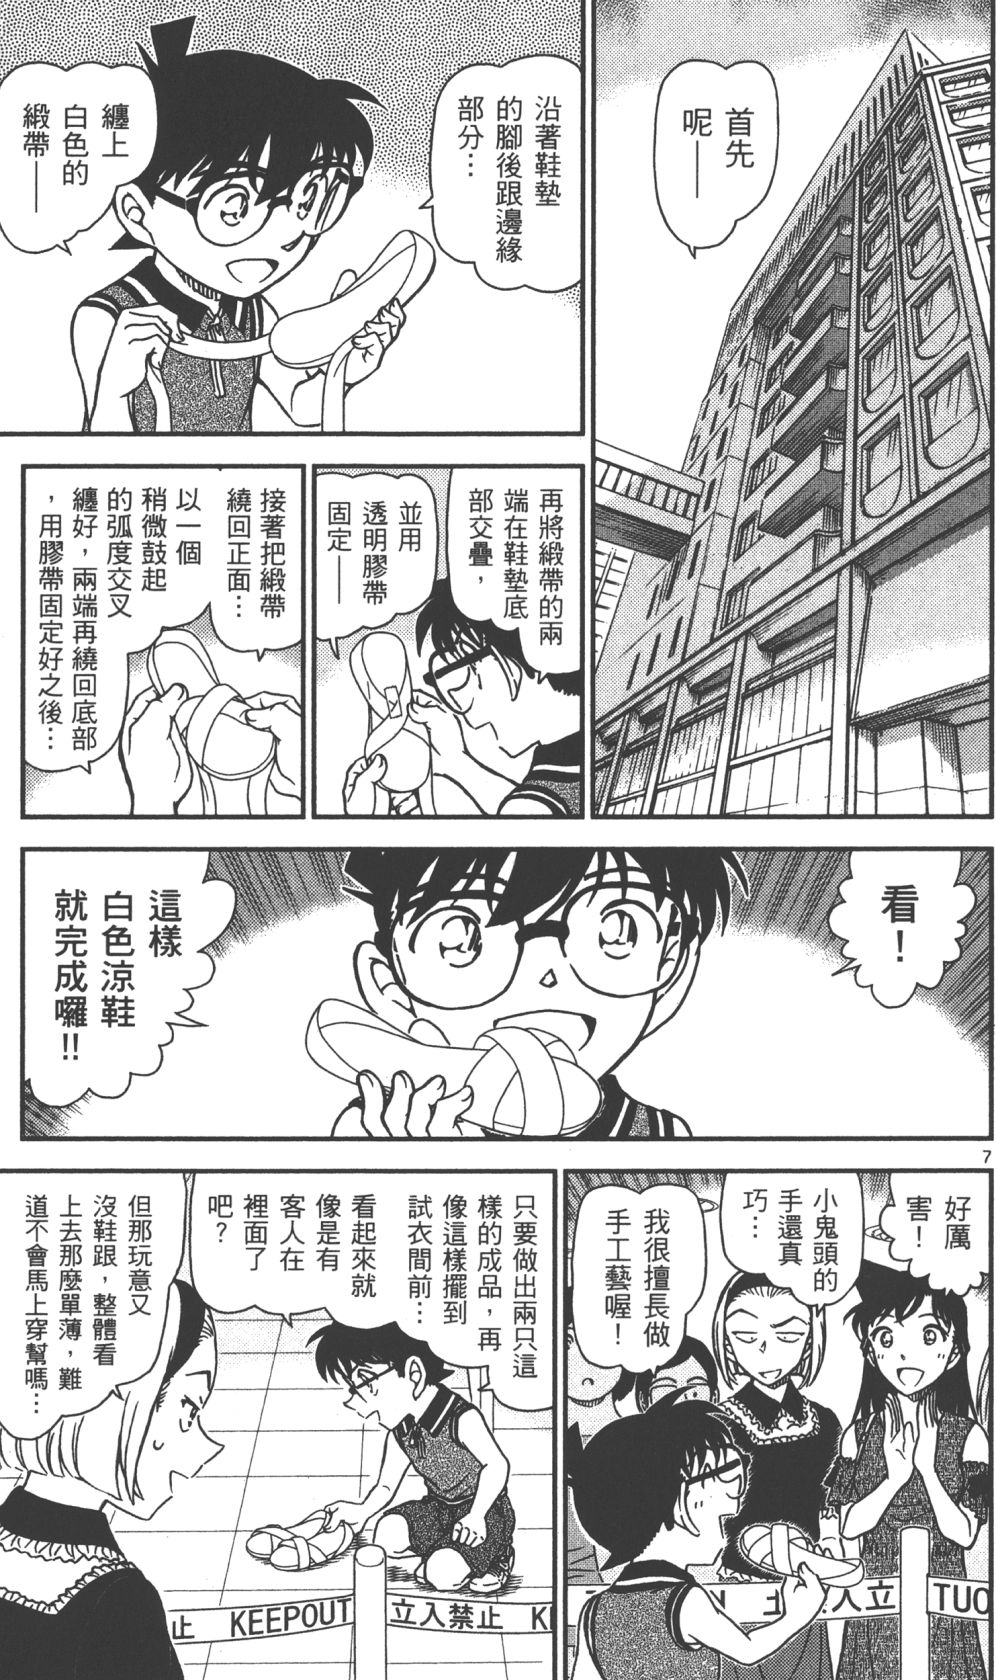 首先
呢——
沿著鞋墊
的腳後跟邊緣
部分…
纏上
白色的
緞帶——
再將緞帶的兩
端在鞋墊底
部交疊，
並用
透明膠帶
固定——
接著把緞帶
繞回正面…
以一個
稍微鼓起
的弧度交叉
纏好，兩端再繞回底部
，用膠帶固定好之後…
看！
這樣
白色涼鞋
就完成囉!!
7
好厲
害！
小鬼頭的
手還真
巧…
我很擅長做
手工藝喔！
只要做出兩只這
樣的成品，再
像這樣擺到
試衣間前…
看起來就
像是有
客人在
裡面了
吧？
但那玩意又
沒鞋跟，整體看
上去那麼單薄，難
道不會馬上穿幫嗎…
止 KEEPOUT 立入禁止 K
人立 TUO